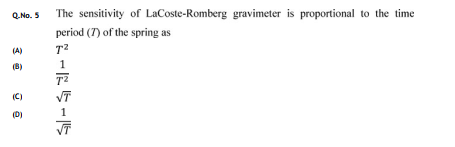 Q.No. 5 The sensitivity of LaCoste-Romberg gravimeter is proportional to the time
period (T) of the spring as
(A) T²
(B) 1/T²
(C) √T
(D) 1/√T